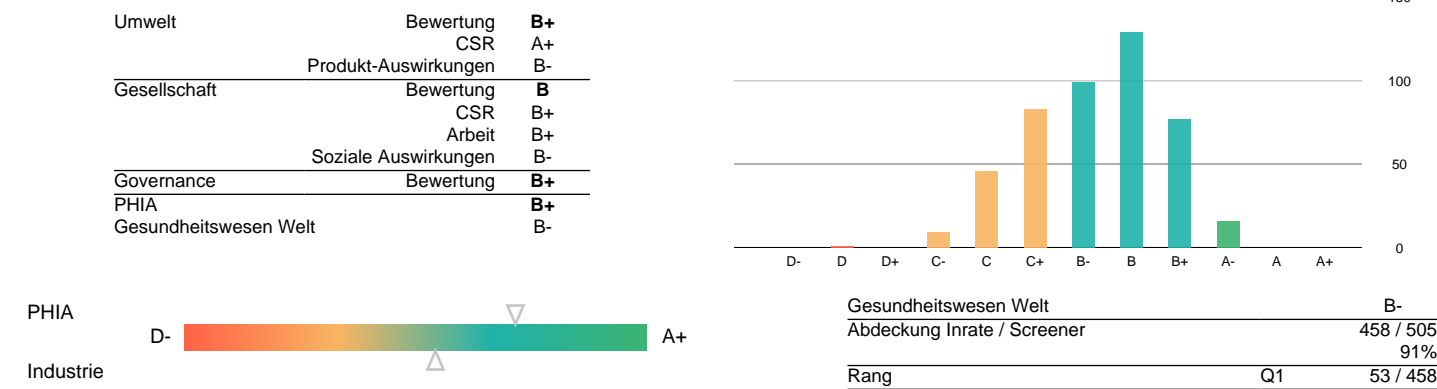 Umwelt Bewertung B+
CSR A+
Produkt-Auswirkungen B-
Gesellschaft Bewertung B
CSR B+
Arbeit B+
Soziale Auswirkungen B-
Governance Bewertung B+
PHIA B+
Gesundheitswesen Welt B-
100
50
0
D- D D+ C- C C+ B- B B+ A- A A+
PHIA
D- A+
Industrie
Gesundheitswesen Welt B-
Abdeckung Inrate / Screener 458 / 505
91%
Rang Q1 53 / 458